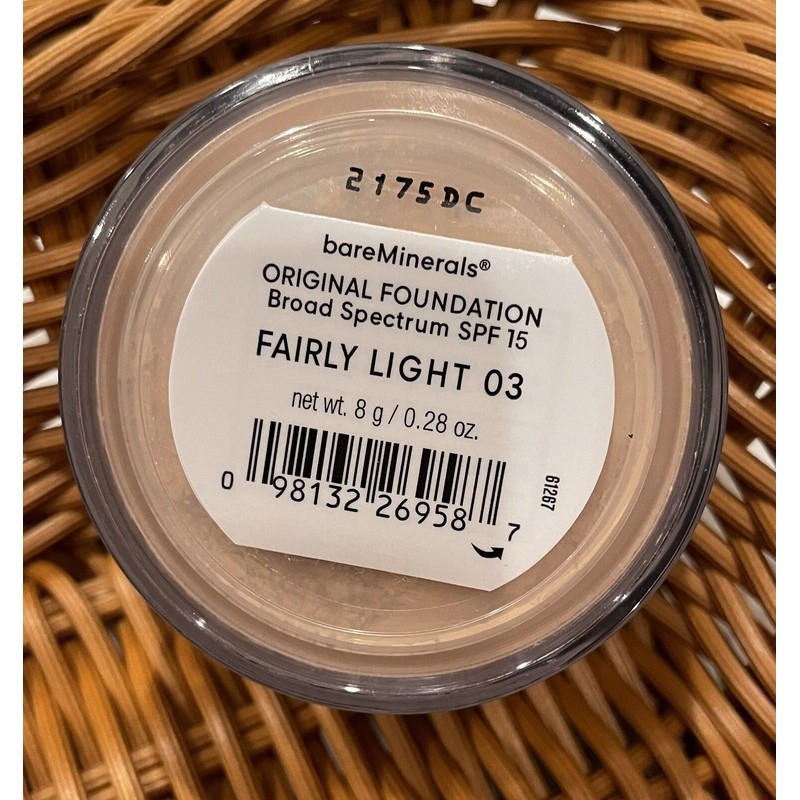 2175DC
bareMinerals®
ORIGINAL FOUNDATION
Broad Spectrum SPF 15
FAIRLY LIGHT 03
net wt. 8 g / 0.28 oz.
0 98132 26958 7
61267